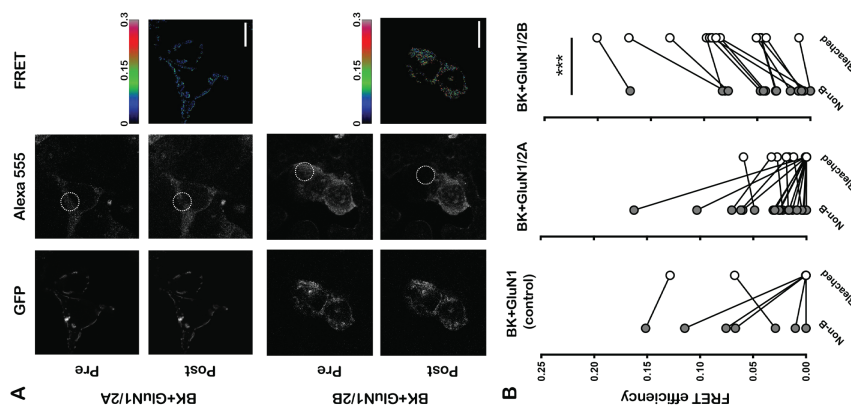 A
GFP
Alexa 555
FRET
BK+GluN1/2A
Pre
Post
0
0.15
0.3
BK+GluN1/2B
Pre
Post
0
0.15
0.3
B
BK+GluN1
(control)
BK+GluN1/2A
BK+GluN1/2B
***
FRET efficiency
0.25
0.20
0.15
0.10
0.05
0.00
Non-B
Bleached
Non-B
Bleached
Non-B
Bleached